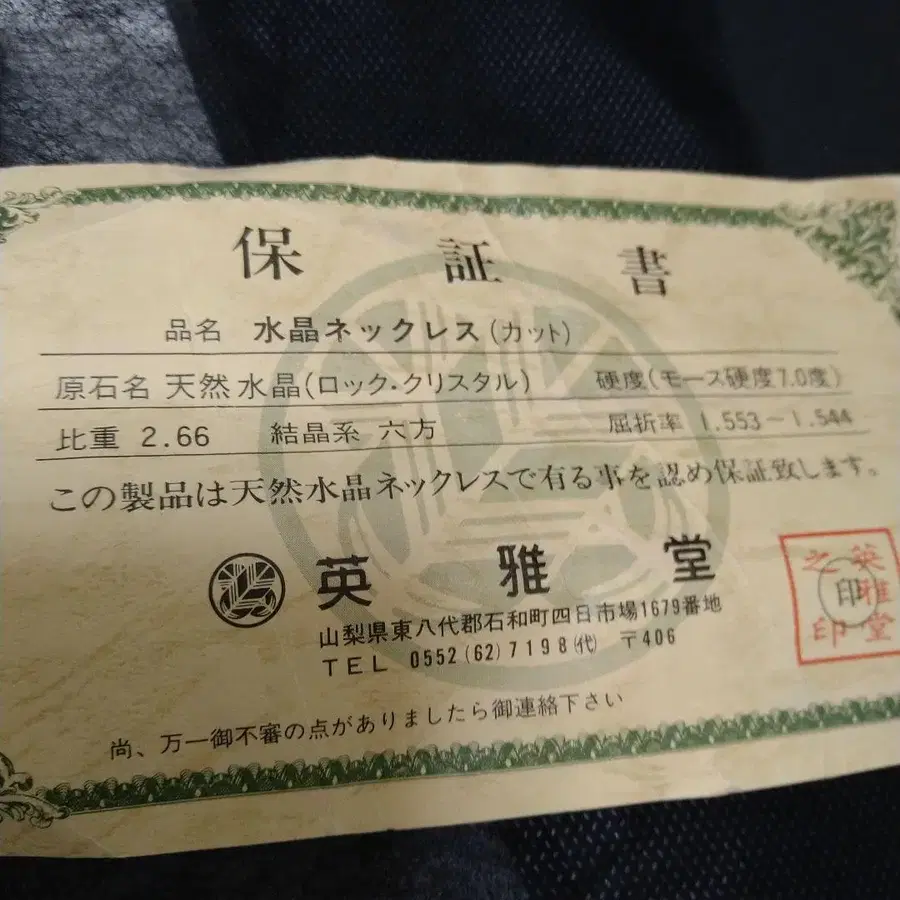 保証書
品名 水晶ネックレス(カット)
原石名 天然水晶(ロック・クリスタル) 硬度(モース硬度7.0度)
比重 2.66 結晶系 六方 屈折率 1.553～1.544
この製品は天然水晶ネックレスで有る事を認め保証致します。
英雅堂
山梨県東八代郡石和町四日市場1679番地
TEL 0552(62)7198(代) 〒406
英雅堂之印
印
尚、万一御不審の点がありましたら御連絡下さい